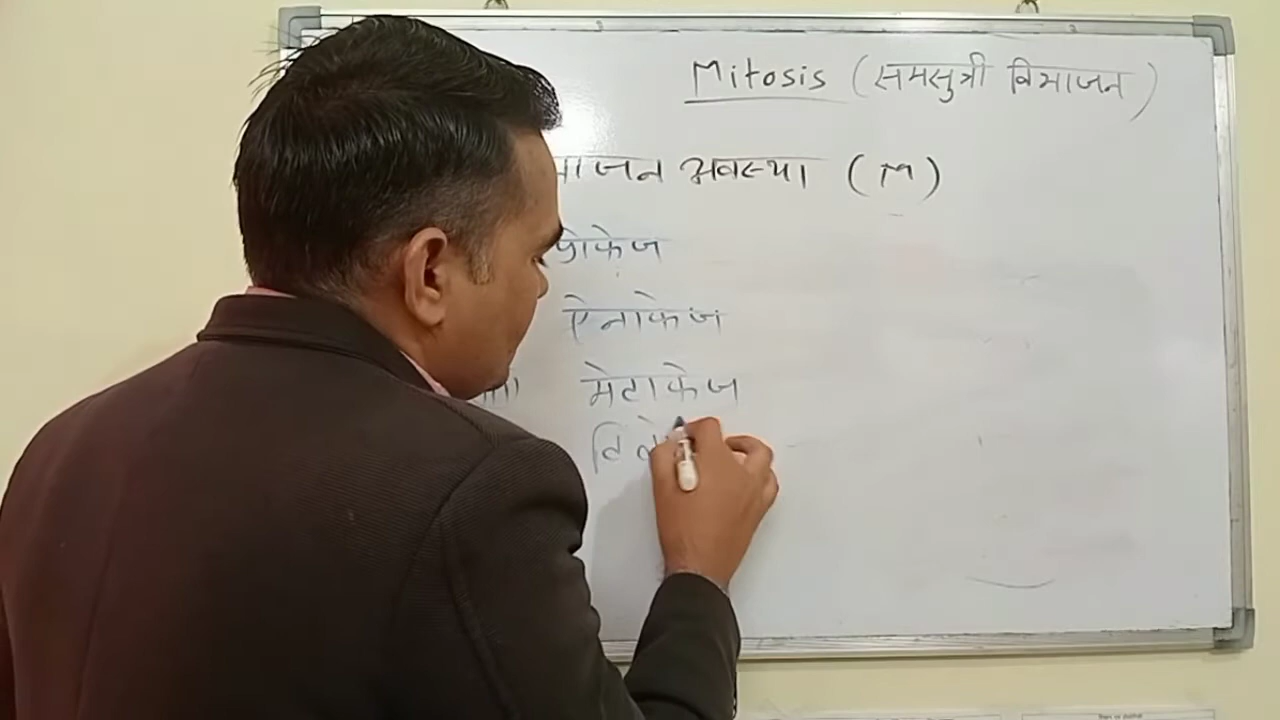 Mitosis (समसुत्री विभाजन)
भाजन अवस्था (M)
प्रोफेज
ऐनाफेज
मेटाफेज